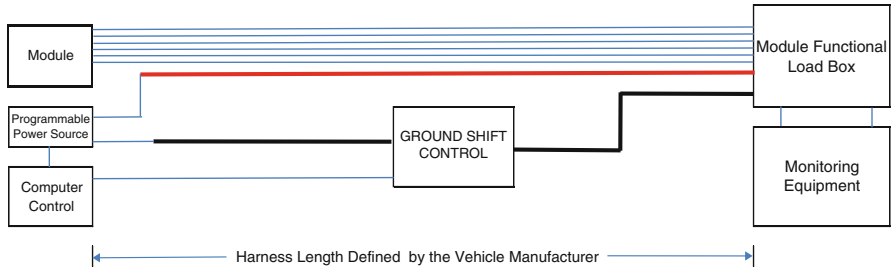 Module
Module Functional
Load Box
Programmable
Power Source
GROUND SHIFT
CONTROL
Computer
Control
Monitoring
Equipment
Harness Length Defined by the Vehicle Manufacturer